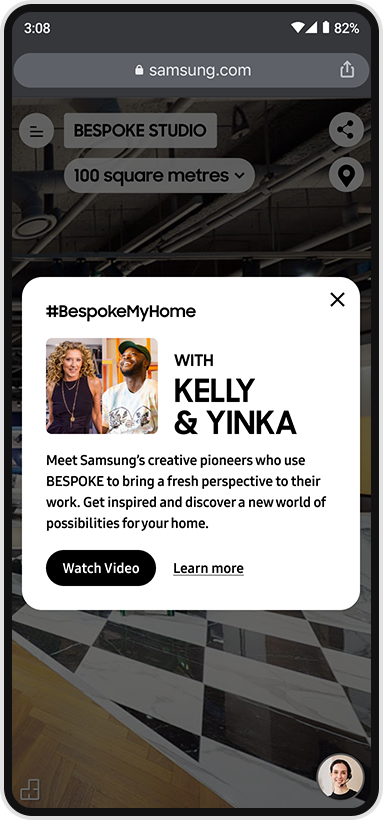 3:08
82%
samsung.com
BESPOKE STUDIO
100 square metres
#BespokeMyHome
WITH
KELLY
& YINKA
Meet Samsung's creative pioneers who use
BESPOKE to bring a fresh perspective to their
work. Get inspired and discover a new world of
possibilities for your home.
Watch Video
Learn more